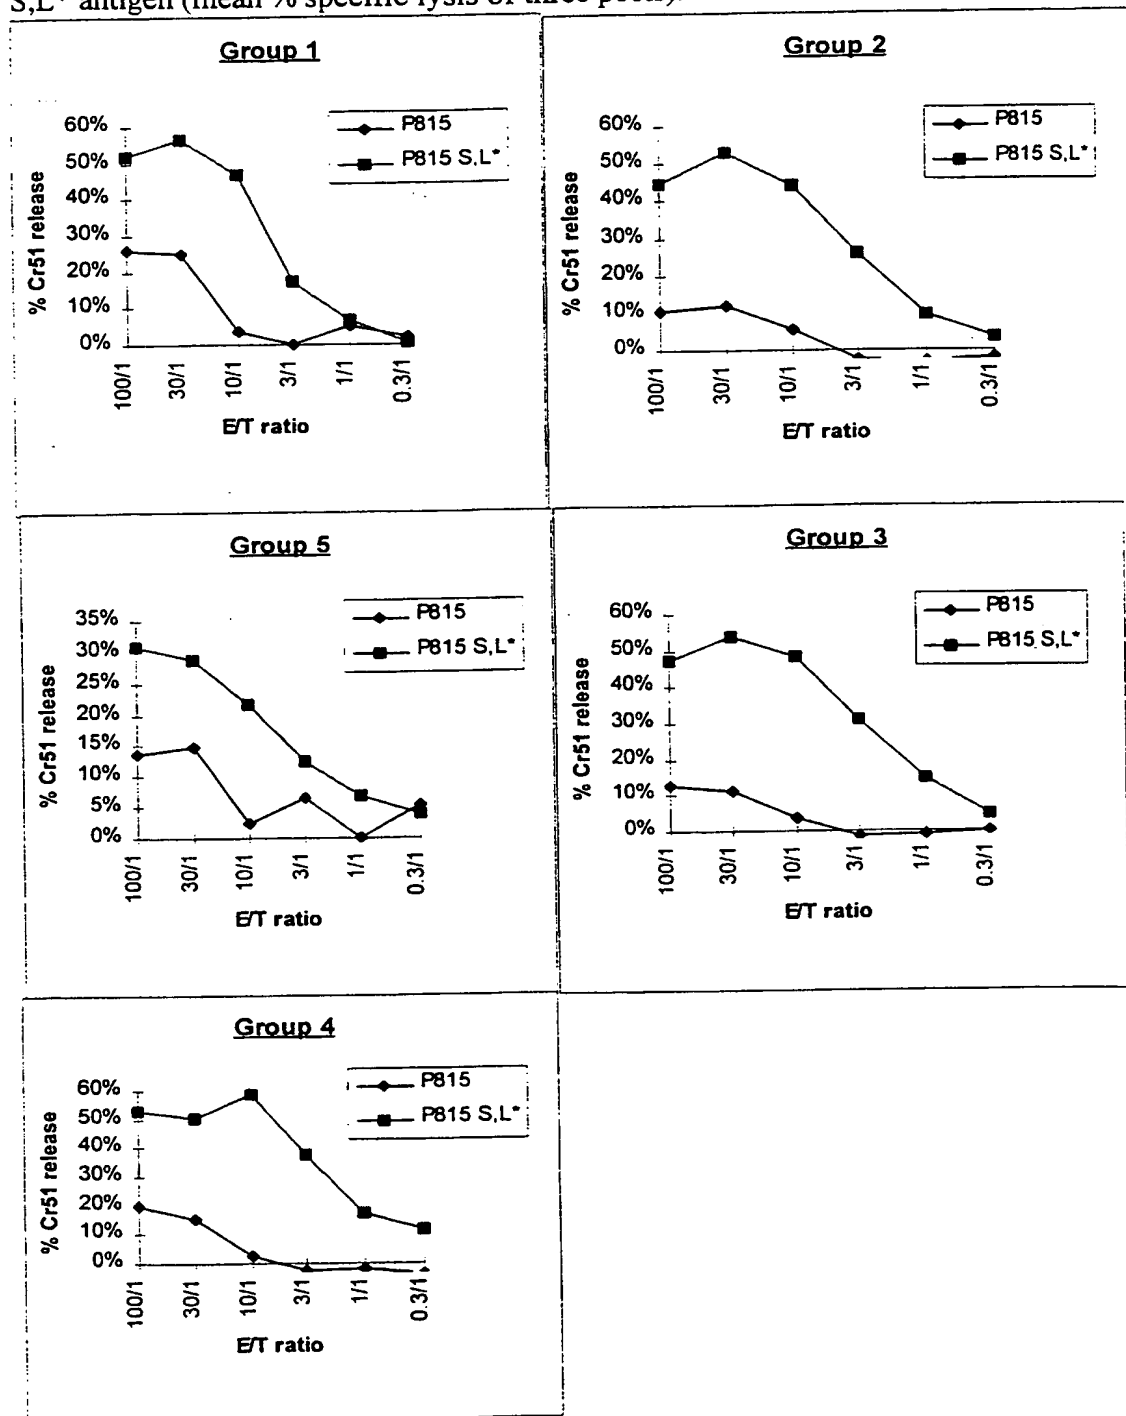 S,L* antigen (mean % specific lysis of three pools).
Group 1
P815
P815 S,L*
% Cr51 release
60%
50%
40%
30%
20%
10%
0%
100/1
30/1
10/1
3/1
1/1
0.3/1
E/T ratio
Group 2
P815
P815 S,L*
% Cr51 release
60%
50%
40%
30%
20%
10%
0%
100/1
30/1
10/1
3/1
1/1
0.3/1
E/T ratio
Group 5
P815
P815 S,L*
% Cr51 release
35%
30%
25%
20%
15%
10%
5%
0%
100/1
30/1
10/1
3/1
1/1
0.3/1
E/T ratio
Group 3
P815
P815 S,L*
% Cr51 release
60%
50%
40%
30%
20%
10%
0%
100/1
30/1
10/1
3/1
1/1
0.3/1
E/T ratio
Group 4
P815
P815 S,L*
% Cr51 release
60%
50%
40%
30%
20%
10%
0%
100/1
30/1
10/1
3/1
1/1
0.3/1
E/T ratio